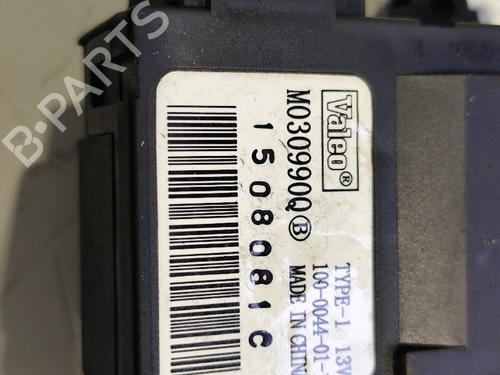 Valeo®
M030990Q B
TYPE-1 13V
100-0044-01-
MADE IN CHIN
1508081C
B-PARTS